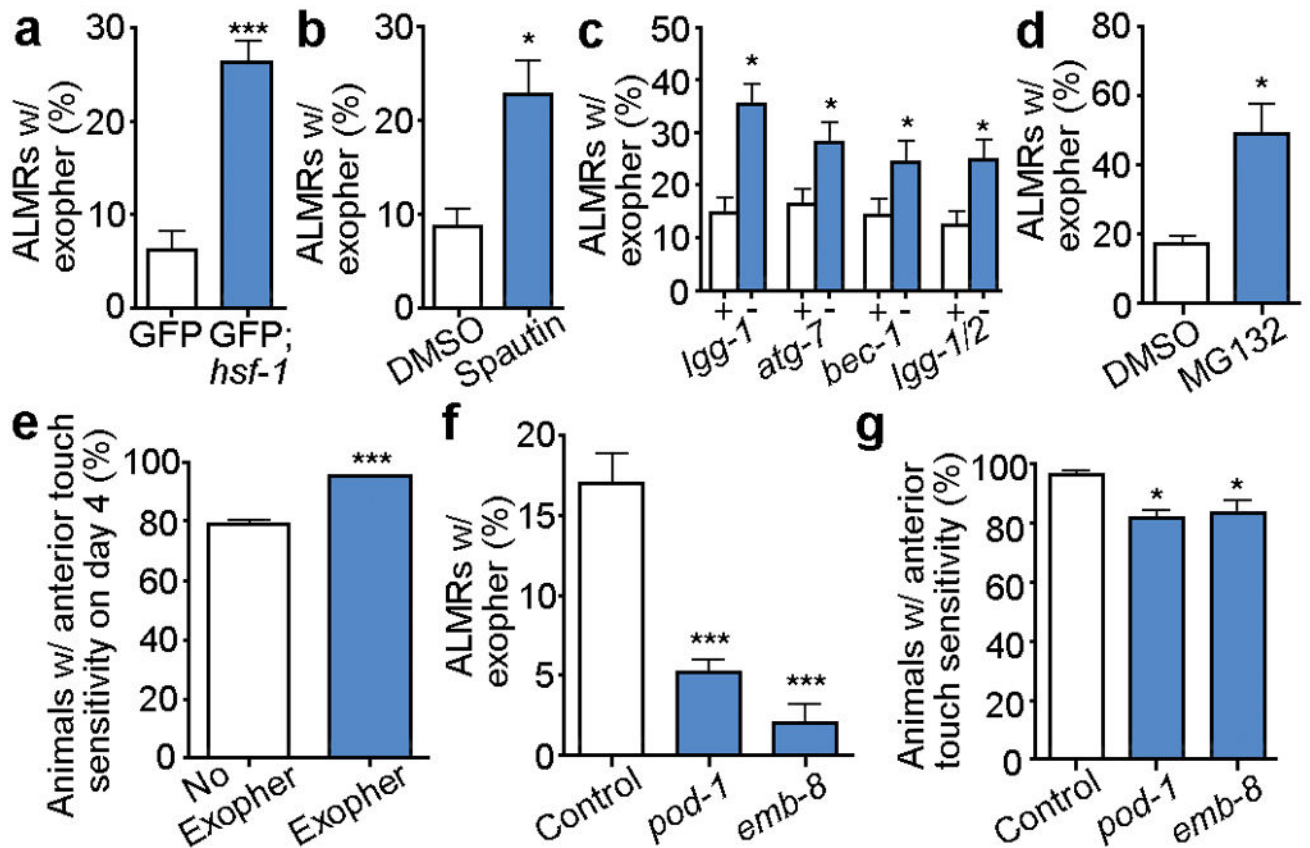 a
ALMRs w/
exopher (%)
30
20
10
0
***
GFP
GFP;
hsf-1
b
ALMRs w/
exopher (%)
30
20
10
0
*
DMSO
Spautin
c
ALMRs w/
exopher (%)
50
40
30
20
10
0
*
*
*
*
+ - + - + - + -
lgg-1
atg-7
bec-1
lgg-1/2
d
ALMRs w/
exopher (%)
80
60
40
20
0
*
DMSO
MG132
e
Animals w/ anterior touch
sensitivity on day 4 (%)
100
80
60
40
20
0
***
No
Exopher
Exopher
f
ALMRs w/
exopher (%)
20
15
10
5
0
***
***
Control
pod-1
emb-8
g
Animals w/ anterior
touch sensitivity (%)
100
80
60
40
20
0
*
*
Control
pod-1
emb-8